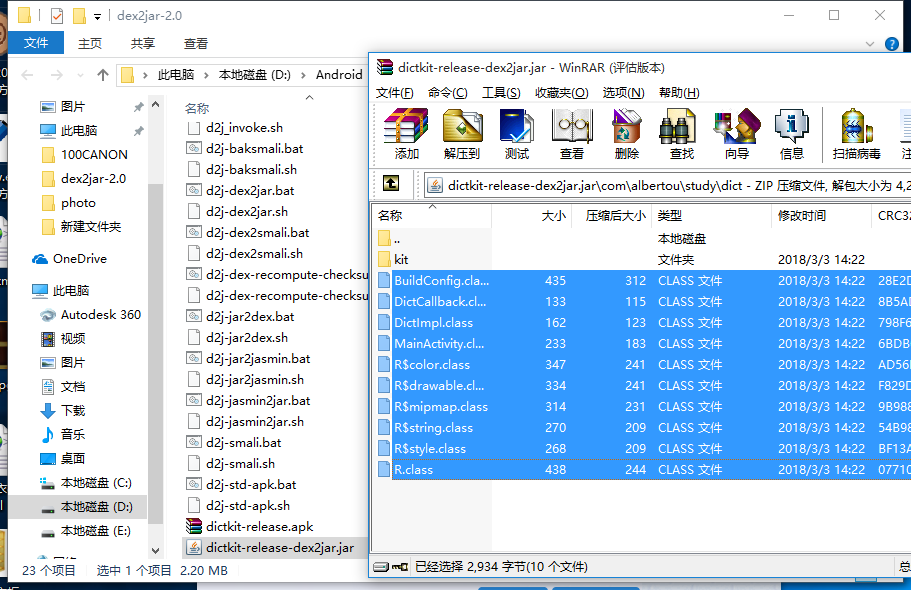 dex2jar-2.0
文件 主页 共享 查看
此电脑 本地磁盘 (D:) Android
图片
此电脑
100CANON
dex2jar-2.0
photo
新建文件夹
OneDrive
此电脑
Autodesk 360
视频
图片
文档
下载
音乐
桌面
本地磁盘 (C:)
本地磁盘 (D:)
本地磁盘 (E:)
名称
d2j_invoke.sh
d2j-baksmali.bat
d2j-baksmali.sh
d2j-dex2jar.bat
d2j-dex2jar.sh
d2j-dex2smali.bat
d2j-dex2smali.sh
d2j-dex-recompute-checksu
d2j-dex-recompute-checksu
d2j-jar2dex.bat
d2j-jar2dex.sh
d2j-jar2jasmin.bat
d2j-jar2jasmin.sh
d2j-jasmin2jar.bat
d2j-jasmin2jar.sh
d2j-smali.bat
d2j-smali.sh
d2j-std-apk.bat
d2j-std-apk.sh
dictkit-release.apk
dictkit-release-dex2jar.jar
23 个项目 选中 1 个项目 2.20 MB
dictkit-release-dex2jar.jar - WinRAR (评估版本)
文件(F) 命令(C) 工具(S) 收藏夹(O) 选项(N) 帮助(H)
添加 解压到 测试 查看 删除 查找 向导 信息 扫描病毒
dictkit-release-dex2jar.jar\com\albertou\study\dict - ZIP 压缩文件, 解包大小为 4,2
名称 大小 压缩后大小 类型 修改时间 CRC32
.. 本地磁盘
kit 文件夹 2018/3/3 14:22
BuildConfig.cla... 435 312 CLASS 文件 2018/3/3 14:22 28E2D
DictCallback.cl... 133 115 CLASS 文件 2018/3/3 14:22 8B5AD
DictImpl.class 162 123 CLASS 文件 2018/3/3 14:22 798F6
MainActivity.cl... 233 183 CLASS 文件 2018/3/3 14:22 6BDB
R$color.class 347 241 CLASS 文件 2018/3/3 14:22 AD56
R$drawable.cl... 334 241 CLASS 文件 2018/3/3 14:22 F829D
R$mipmap.class 314 231 CLASS 文件 2018/3/3 14:22 9B988
R$string.class 270 209 CLASS 文件 2018/3/3 14:22 54B98
R$style.class 268 209 CLASS 文件 2018/3/3 14:22 BF13A
R.class 438 244 CLASS 文件 2018/3/3 14:22 07710
已经选择 2,934 字节(10 个文件)
总